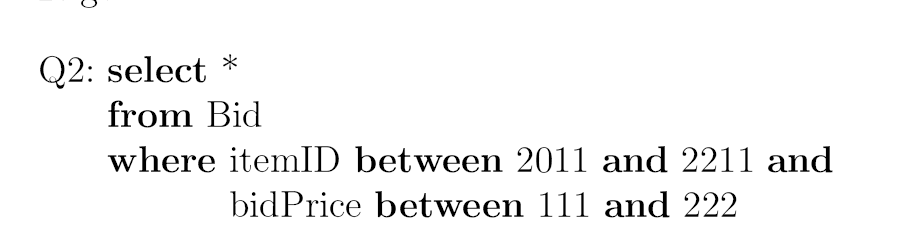 Q2: select *
from Bid
where itemID between 2011 and 2211 and
bidPrice between 111 and 222